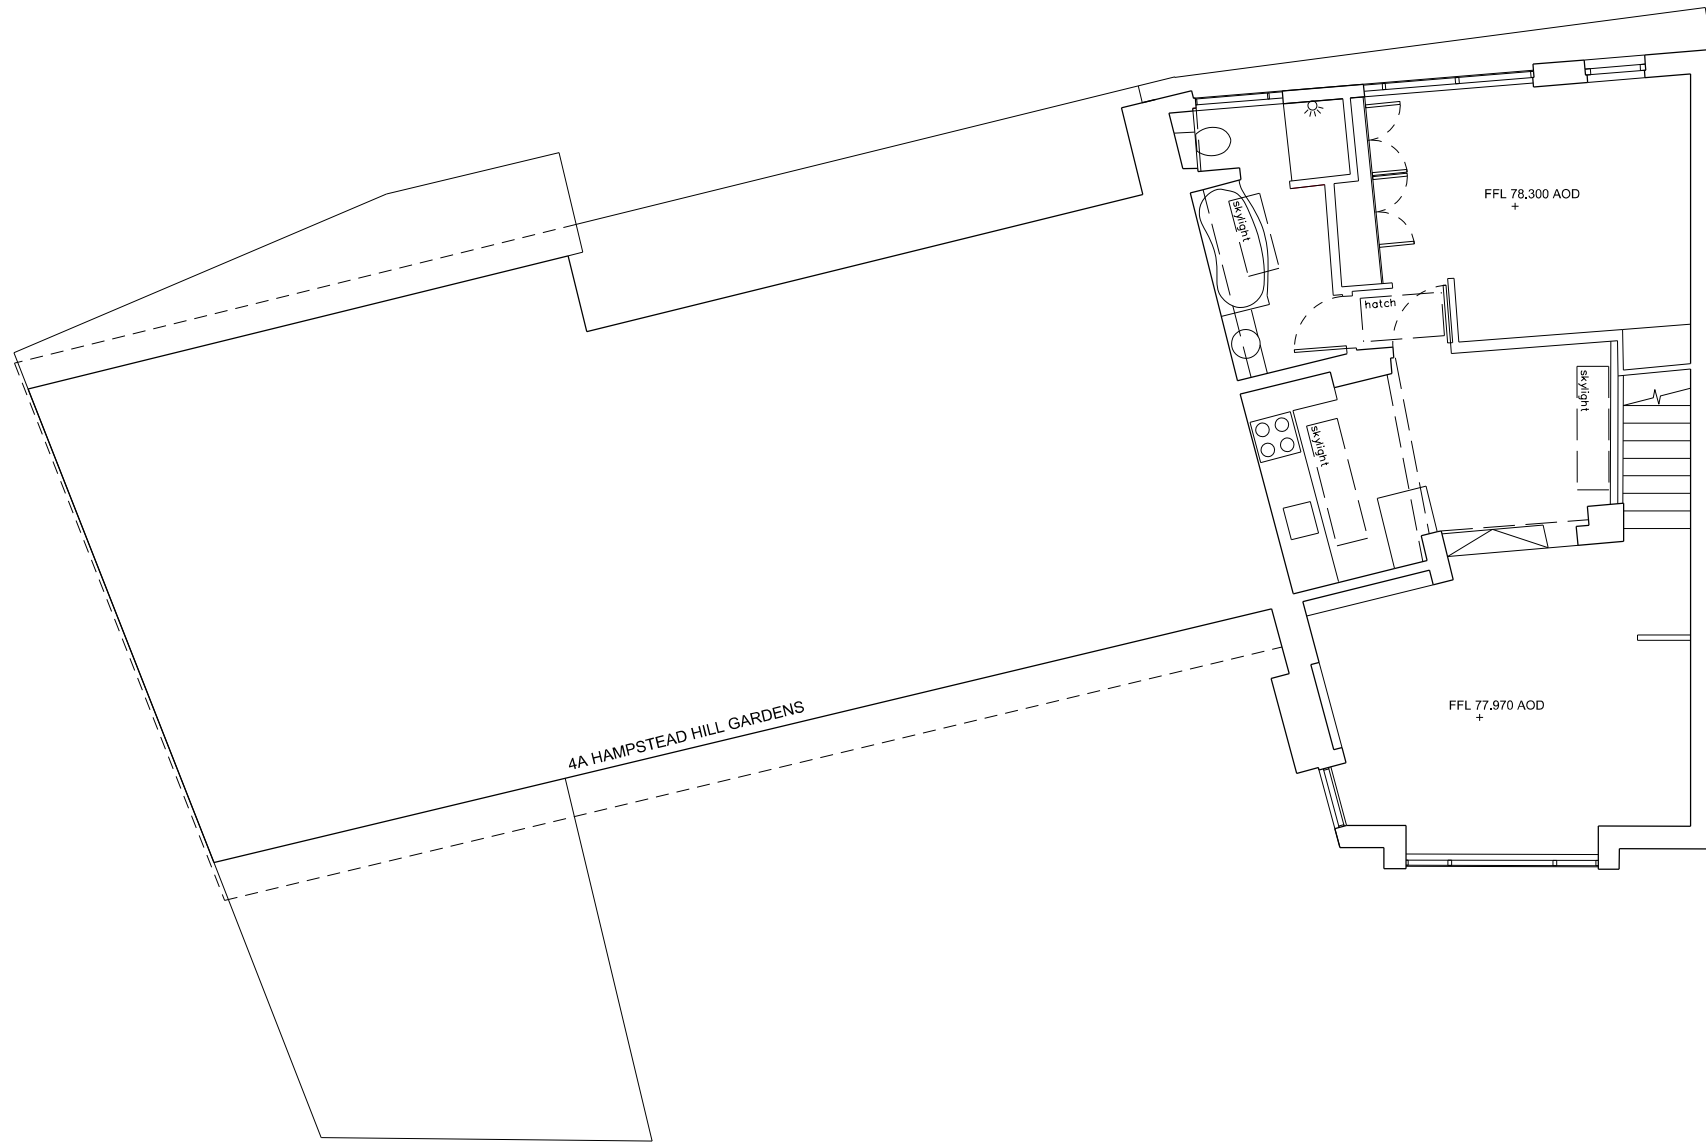 FFL 78.300 AOD
skylight
hatch
skylight
skylight
FFL 77.970 AOD
4A HAMPSTEAD HILL GARDENS